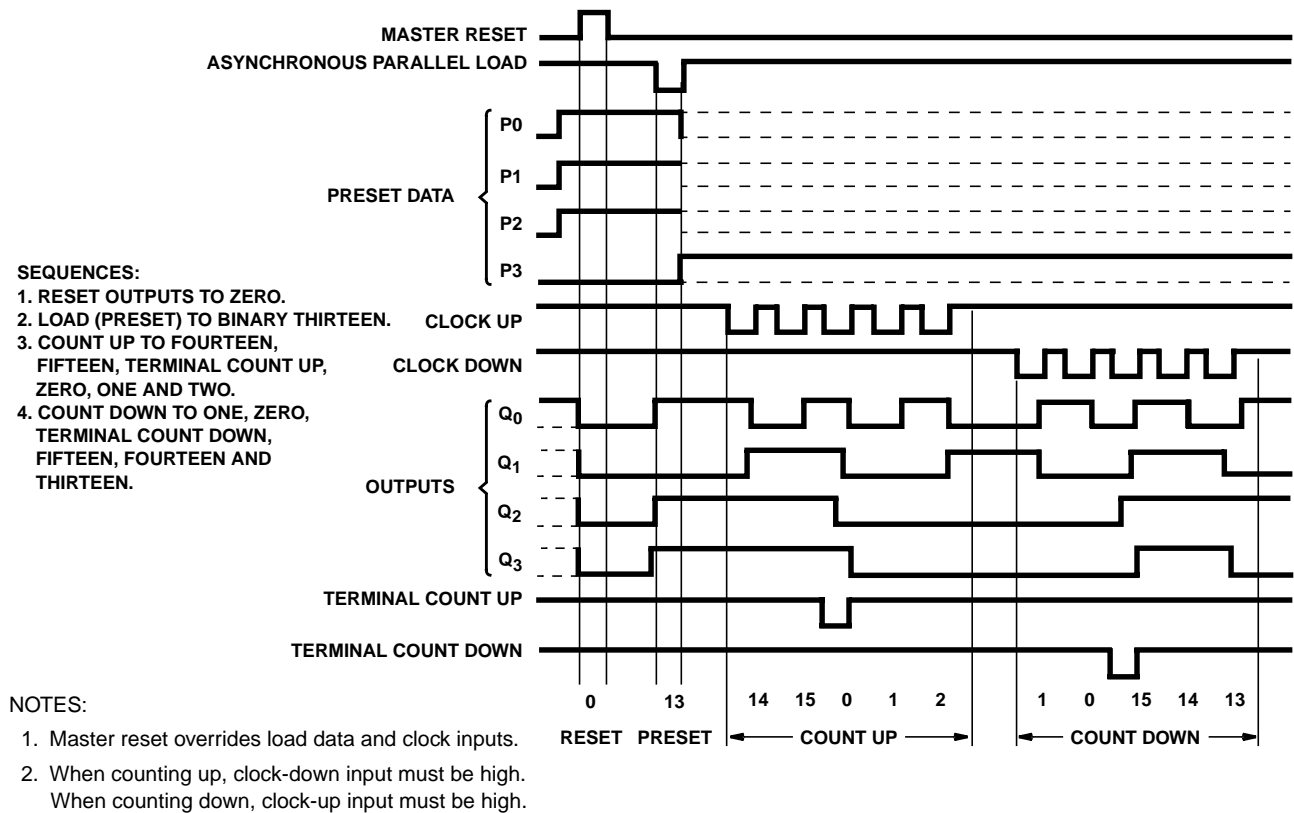 MASTER RESET
ASYNCHRONOUS PARALLEL LOAD
P0
P1
PRESET DATA
P2
P3
SEQUENCES:
1. RESET OUTPUTS TO ZERO.
2. LOAD (PRESET) TO BINARY THIRTEEN.
3. COUNT UP TO FOURTEEN,
FIFTEEN, TERMINAL COUNT UP,
ZERO, ONE AND TWO.
4. COUNT DOWN TO ONE, ZERO,
TERMINAL COUNT DOWN,
FIFTEEN, FOURTEEN AND
THIRTEEN.
CLOCK UP
CLOCK DOWN
Q0
Q1
OUTPUTS
Q2
Q3
TERMINAL COUNT UP
TERMINAL COUNT DOWN
0 13 14 15 0 1 2 1 0 15 14 13
RESET PRESET COUNT UP COUNT DOWN
NOTES:
1. Master reset overrides load data and clock inputs.
2. When counting up, clock-down input must be high.
When counting down, clock-up input must be high.